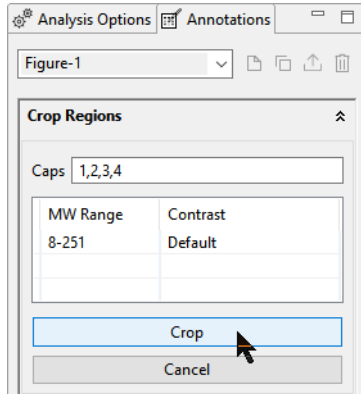 Analysis Options Annotations
Figure-1
Crop Regions
Caps 1,2,3,4
MW Range Contrast
8-251 Default
Crop
Cancel